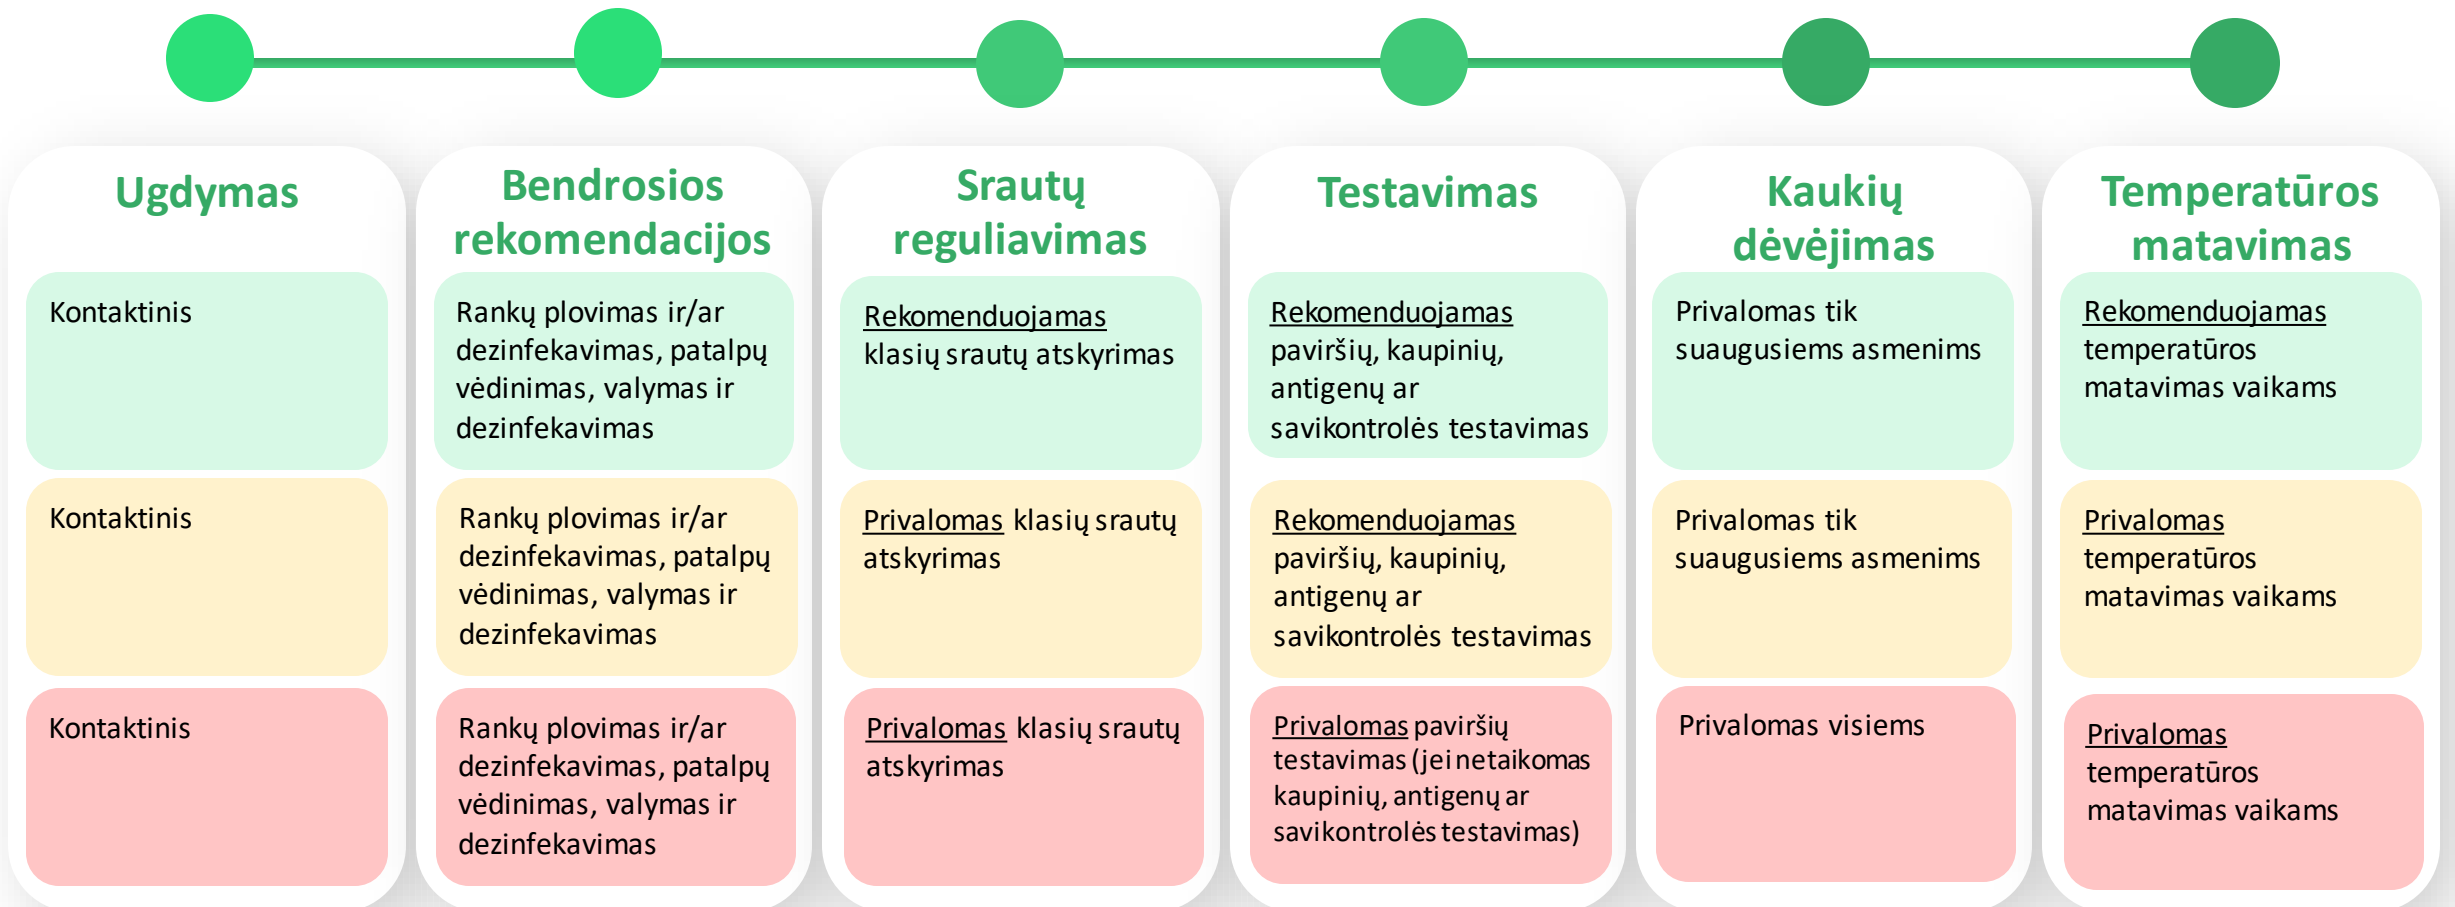 Ugdymas
Kontaktinis
Kontaktinis
Kontaktinis
Bendrosios
rekomendacijos
Rankų plovimas ir/ar
dezinfekavimas, patalpų
vėdinimas, valymas ir
dezinfekavimas
Rankų plovimas ir/ar
dezinfekavimas, patalpų
vėdinimas, valymas ir
dezinfekavimas
Rankų plovimas ir/ar
dezinfekavimas, patalpų
vėdinimas, valymas ir
dezinfekavimas
Srautų
reguliavimas
Rekomenduojamas
klasių srautų atskyrimas
Privalomas klasių srautų
atskyrimas
Privalomas klasių srautų
atskyrimas
Testavimas
Rekomenduojamas
paviršių, kaupinių,
antigenų ar
savikontrolės testavimas
Rekomenduojamas
paviršių, kaupinių,
antigenų ar
savikontrolės testavimas
Privalomas paviršių
testavimas (jei netaikomas
kaupinių, antigenų ar
savikontrolės testavimas)
Kaukių
dėvėjimas
Privalomas tik
suaugusiems asmenims
Privalomas tik
suaugusiems asmenims
Privalomas visiems
Temperatūros
matavimas
Rekomenduojamas
temperatūros
matavimas vaikams
Privalomas
temperatūros
matavimas vaikams
Privalomas
temperatūros
matavimas vaikams